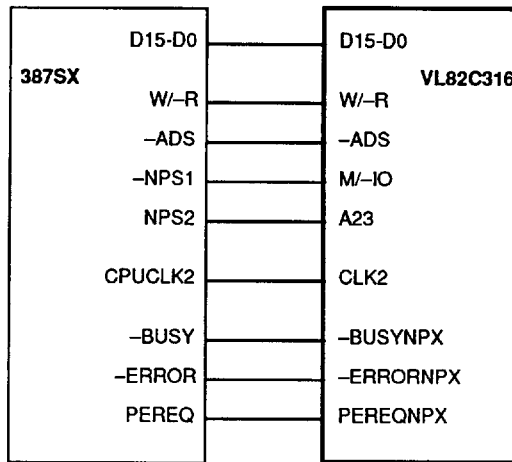 D15-D0 D15-D0
387SX VL82C316
W/–R W/–R
–ADS –ADS
–NPS1 M/–IO
NPS2 A23
CPUCLK2 CLK2
–BUSY –BUSYNPX
–ERROR –ERRORNPX
PEREQ PEREQNPX